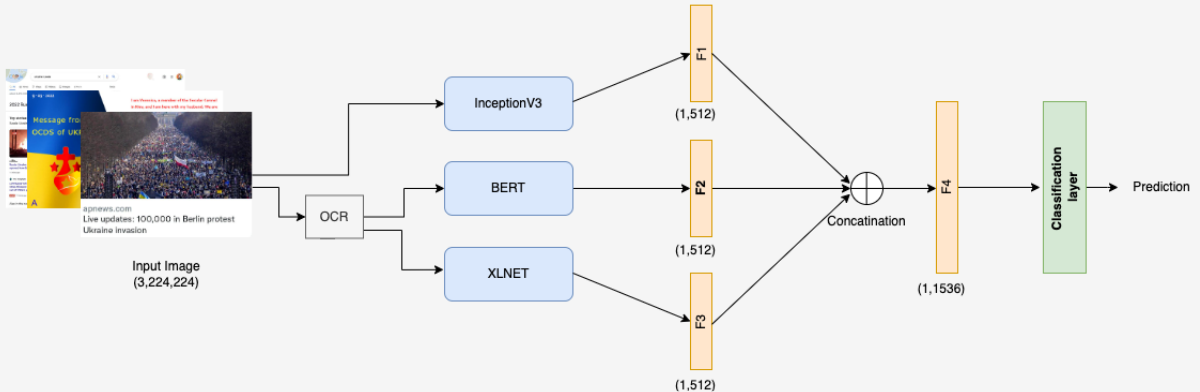 Message fro
OCDS of UKR
A
apnews.com
Live updates: 100,000 in Berlin protest
Ukraine invasion
Input Image
(3,224,224)
OCR
InceptionV3
BERT
XLNET
F1
(1,512)
F2
(1,512)
F3
(1,512)
Concatination
F4
(1,1536)
Classification
layer
Prediction